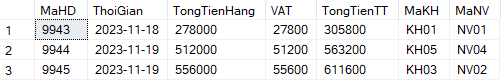 MaHD ThoiGian TongTienHang VAT TongTienTT MaKH MaNV
1 9943 2023-11-18 278000 27800 305800 KH01 NV01
2 9944 2023-11-19 512000 51200 563200 KH05 NV04
3 9945 2023-11-19 556000 55600 611600 KH03 NV02